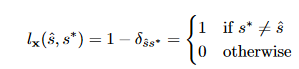 l_𝐱(ŝ, s*) = 1 − δ_{ŝs*} = { 1 if s* ≠ ŝ
0 otherwise